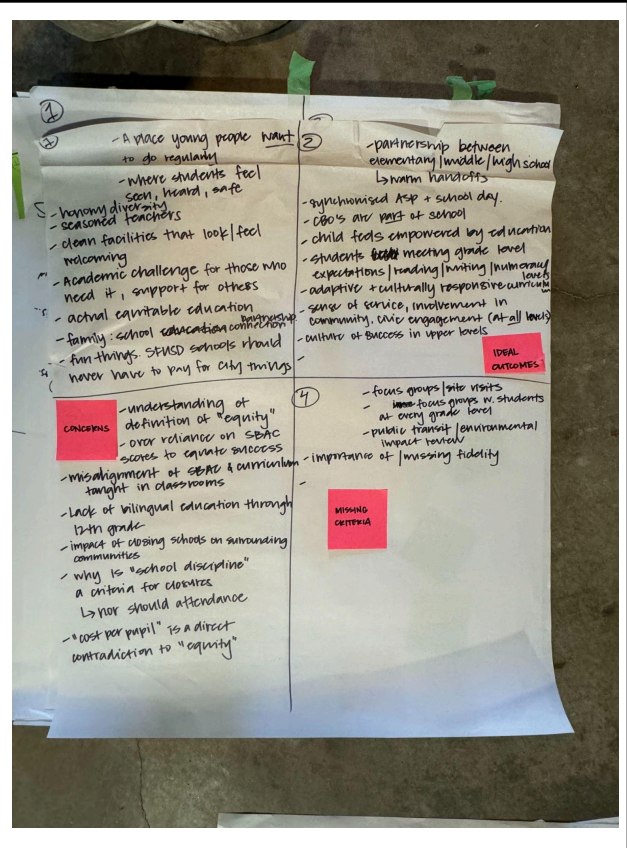 1
2
- A place young people want
to do regularly
- where students feel
seen, heard, safe
- honomy diversity
- seasoned teachers
- clean facilities that look/feel
welcoming
- Academic challenge for those who
need it, support for others
- actual equitable education
partnership
- family: school connection
- fun things. SFUSD schools should
never have to pay for city things
2
- partnership between
elementary/middle/high school
↳ warm handoffs
- synchronised ASP + school day.
- CBO's are part of school
- child feels empowered by education
- students meeting grade level
expectations/reading/writing/numeracy
levels
- adaptive + culturally responsive curriculum
- sense of service, involvement in
community, civic engagement (at all levels)
- culture of success in upper levels
-
IDEAL
OUTCOMES
CONCERNS
- understanding of
definition of "equity"
- over reliance on SBAC
scores to equate success
- misalignment of SBAC & curriculum
taught in classrooms
- Lack of bilingual education through
12th grade
- impact of closing schools on surrounding
communities
- why is "school discipline"
a criteria for closures
↳ nor should attendance
- "cost per pupil" is a direct
contradiction to "equity"
4
- focus groups/site visits
- focus groups w. students
at every grade level
- public transit/environmental
impact review
- importance of/missing fidelity
-
MISSING
CRITERIA